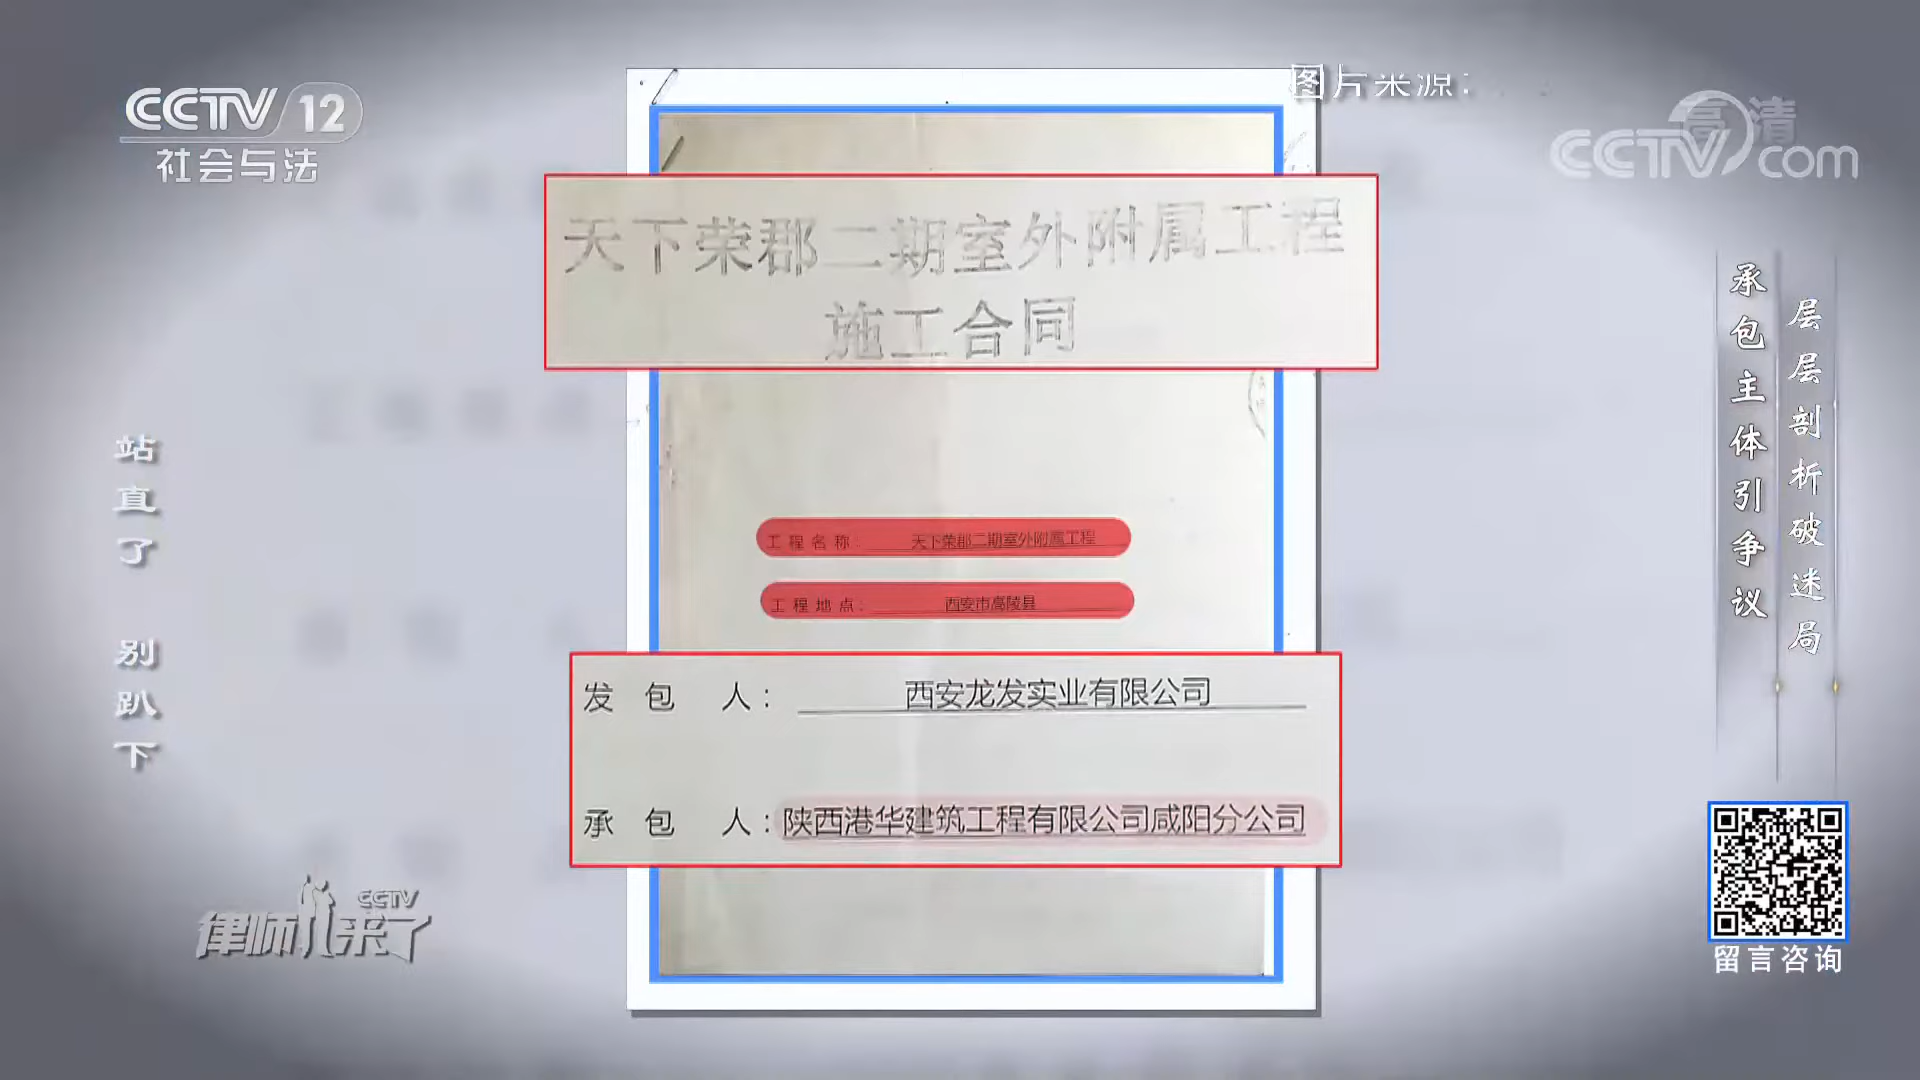 CCTV 12
社会与法
图片来源：
高清
CCTV com
天下荣郡二期室外附属工程
施工合同
工程名称：天下荣郡二期室外附属工程
工程地点：西安市高陵县
发包人：西安龙发实业有限公司
承包人：陕西港华建筑工程有限公司咸阳分公司
站直了 别趴下
承包主体引争议
层层剖析破迷局
CCTV
律师来了
留言咨询